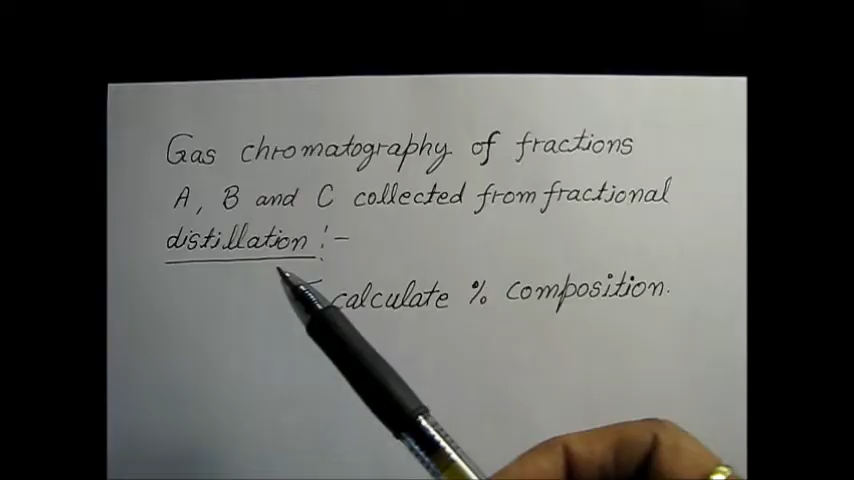 Gas chromatography of fractions
A, B and C collected from fractional
distillation :-
calculate % composition.